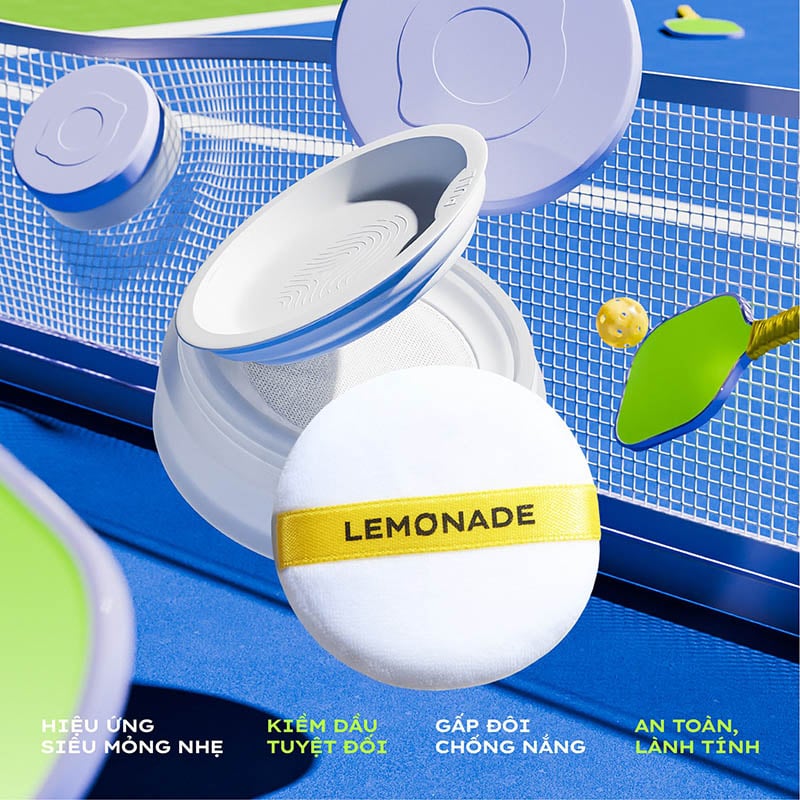 LEMONADE
HIỆU ỨNG
SIÊU MỎNG NHẸ
KIỀM DẦU
TUYỆT ĐỐI
GẤP ĐÔI
CHỐNG NẮNG
AN TOÀN,
LÀNH TÍNH